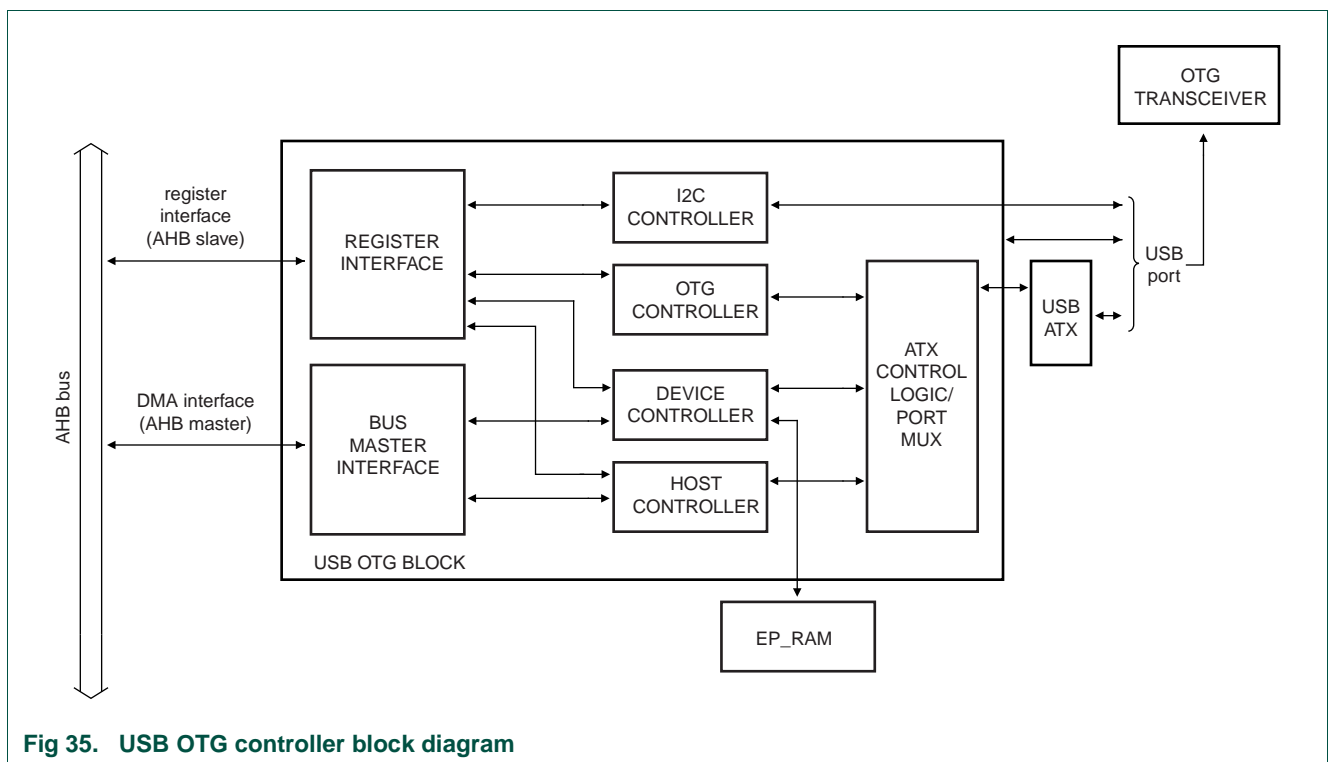 OTG
TRANSCEIVER
register
interface
(AHB slave)
REGISTER
INTERFACE
I2C
CONTROLLER
OTG
CONTROLLER
USB
port
USB
ATX
ATX
CONTROL
LOGIC/
PORT
MUX
AHB bus
DMA interface
(AHB master)
BUS
MASTER
INTERFACE
DEVICE
CONTROLLER
HOST
CONTROLLER
USB OTG BLOCK
EP_RAM
Fig 35. USB OTG controller block diagram